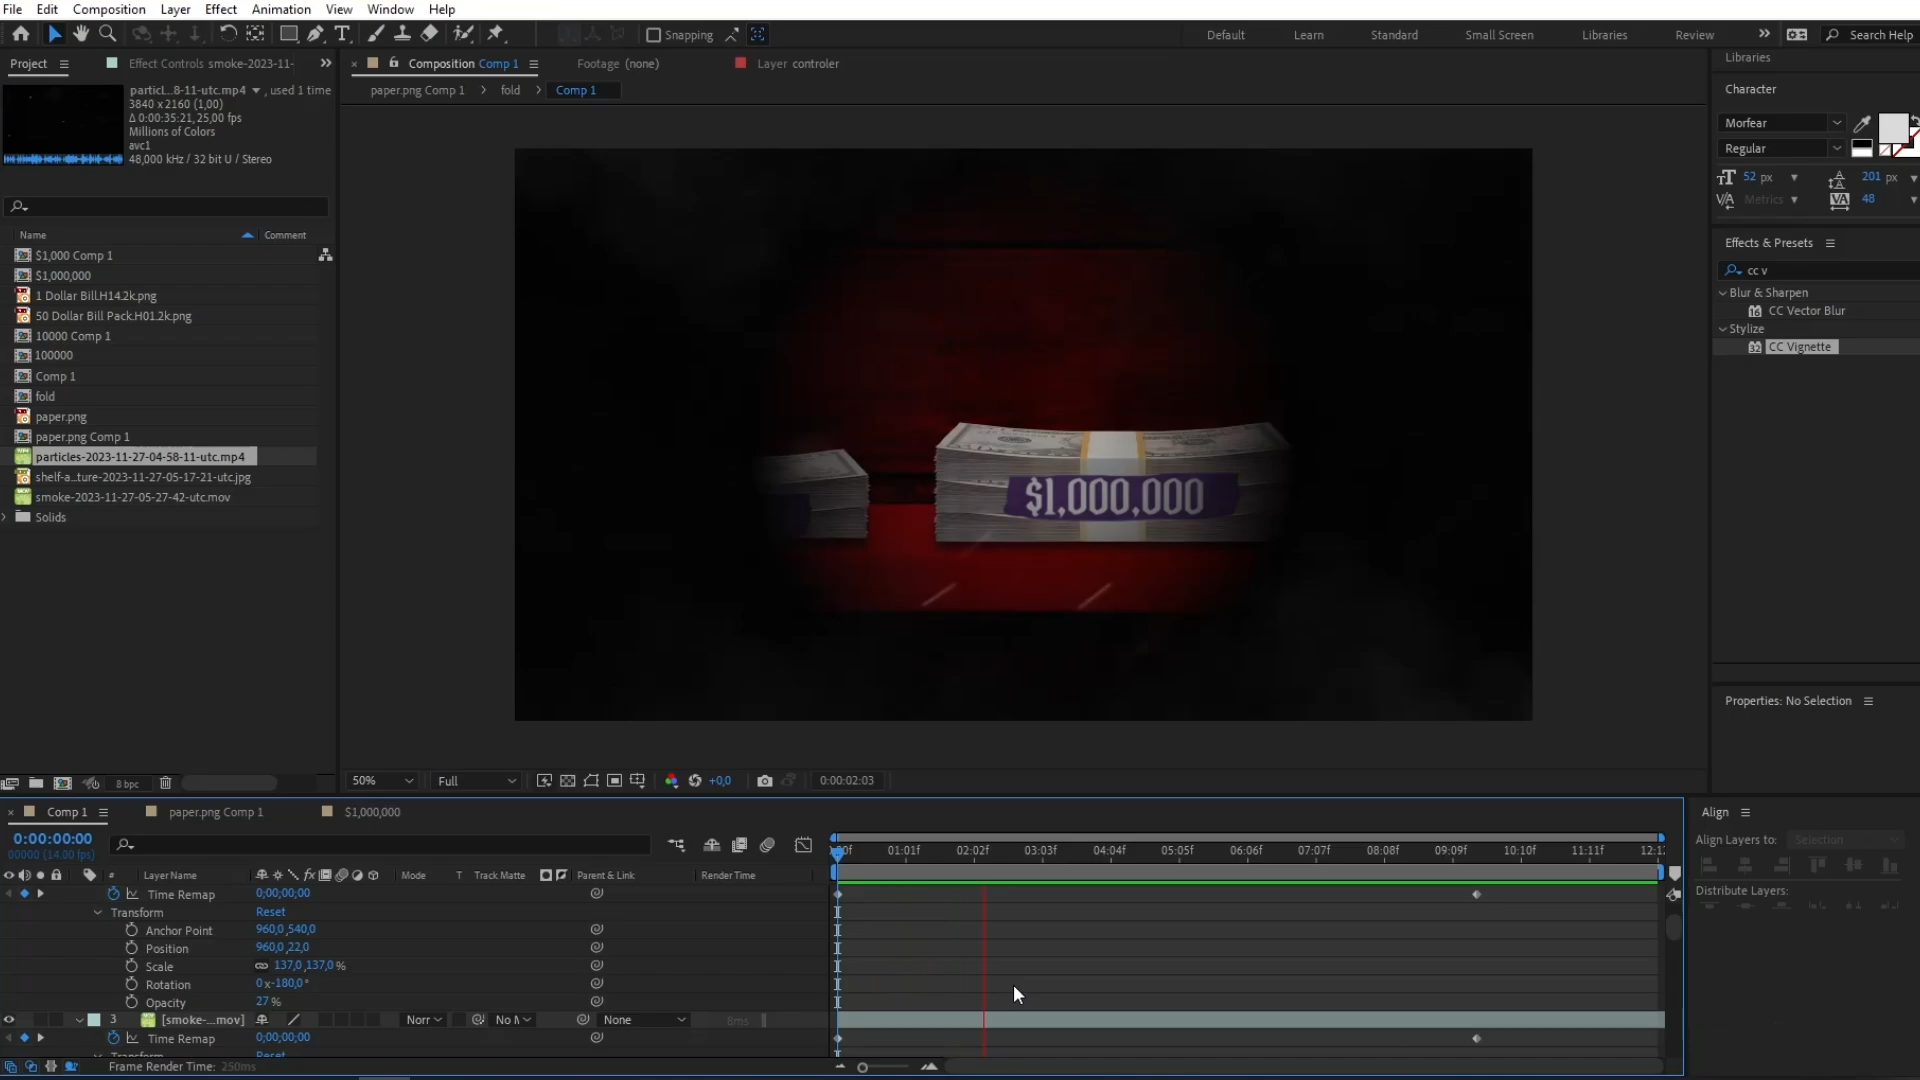 File Edit Composition Layer Effect Animation View Window Help
Snapping
Default Learn Standard Small Screen Libraries Review Search Help
Project Effect Controls smoke-2023-11-
Composition Comp 1 Footage (none) Layer controler
paper.png Comp 1 fold Comp 1
particl...8-11-utc.mp4 , used 1 time
3840 x 2160 (1,00)
Δ 0:00:35:21, 25,00 fps
Millions of Colors
avc1
48,000 kHz / 32 bit U / Stereo
Name Comment
$1,000 Comp 1
$1,000,000
1 Dollar Bill.H14.2k.png
50 Dollar Bill Pack.H01.2k.png
10000 Comp 1
100000
Comp 1
fold
paper.png
paper.png Comp 1
particles-2023-11-27-04-58-11-utc.mp4
shelf-a...ture-2023-11-27-05-17-21-utc.jpg
smoke-2023-11-27-05-27-42-utc.mov
Solids
$1,000,000
8 bpc
50% Full +0,0 0:00:02:03
Libraries
Character
Morfear
Regular
52 px 201 px
Metrics 48
Effects & Presets
cc v
Blur & Sharpen
CC Vector Blur
Stylize
CC Vignette
Properties: No Selection
Comp 1 paper.png Comp 1 $1,000,000
0:00:00:00
00000 (14.00 fps)
01:01f 02:02f 03:03f 04:04f 05:05f 06:06f 07:07f 08:08f 09:09f 10:10f 11:11f 12:1
# Layer Name Mode T Track Matte Parent & Link Render Time
Time Remap 0;00;00;00
Transform Reset
Anchor Point 960,0,540,0
Position 960,0,22,0
Scale 137,0,137,0 %
Rotation 0 x-180,0°
Opacity 27 %
3 [smoke-...mov] Norr No M None 8ms
Time Remap 0;00;00;00
Transform Reset
Frame Render Time: 250ms
Align
Align Layers to: Selection
Distribute Layers: